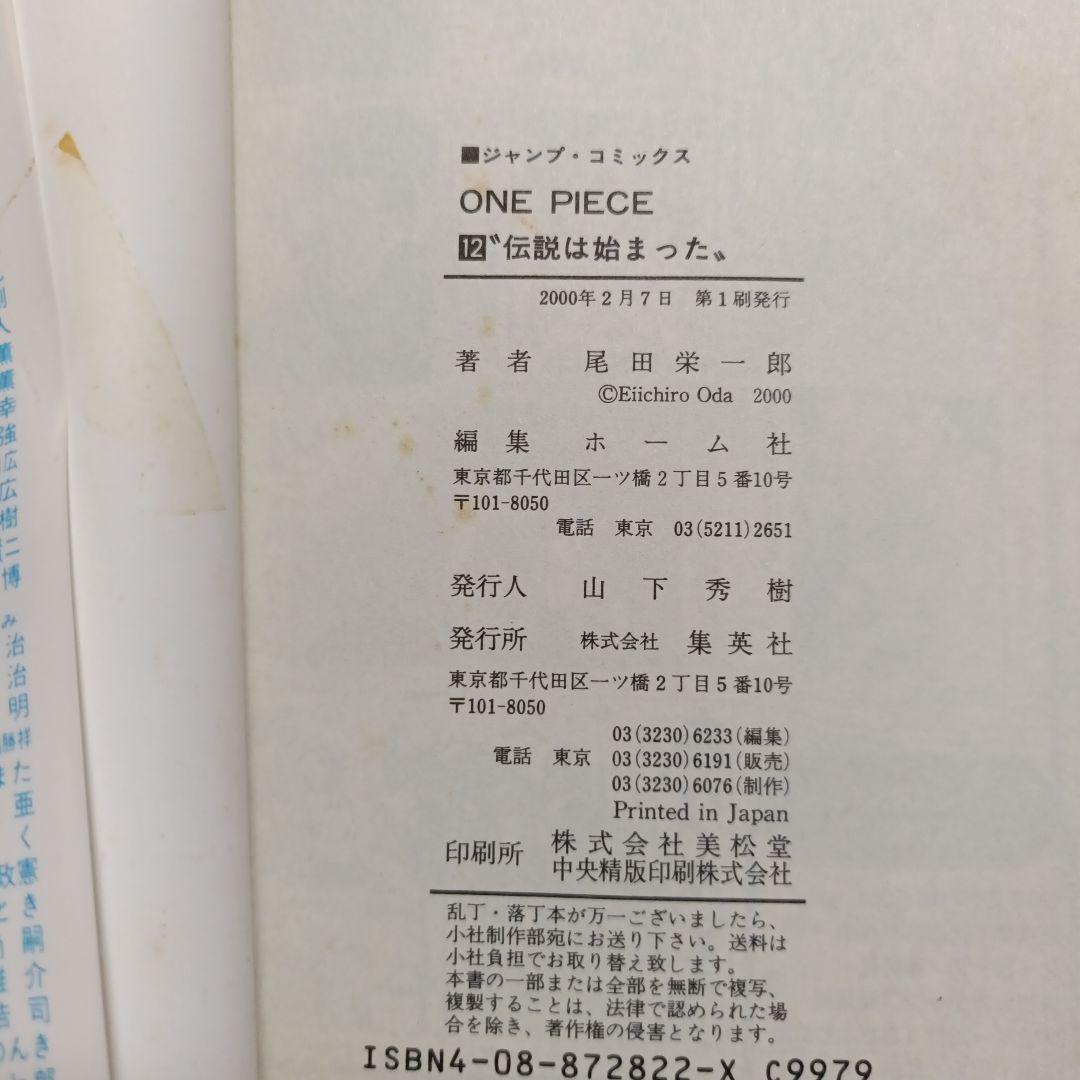 ■ジャンプ・コミックス
ONE PIECE
12〝伝説は始まった〟
2000年2月7日 第1刷発行
著者 尾田栄一郎
©Eiichiro Oda 2000
編集 ホーム社
東京都千代田区一ツ橋2丁目5番10号
〒101-8050
電話 東京 03(5211)2651
発行人 山下秀樹
発行所 株式会社 集英社
東京都千代田区一ツ橋2丁目5番10号
〒101-8050
03(3230)6233(編集)
電話 東京 03(3230)6191(販売)
03(3230)6076(制作)
Printed in Japan
印刷所 株式会社美松堂
中央精版印刷株式会社
乱丁・落丁本が万一ございましたら、
小社制作部宛にお送り下さい。送料は
小社負担でお取り替え致します。
本書の一部または全部を無断で複写、
複製することは、法律で認められた場
合を除き、著作権の侵害となります。
ISBN4-08-872822-X C9979